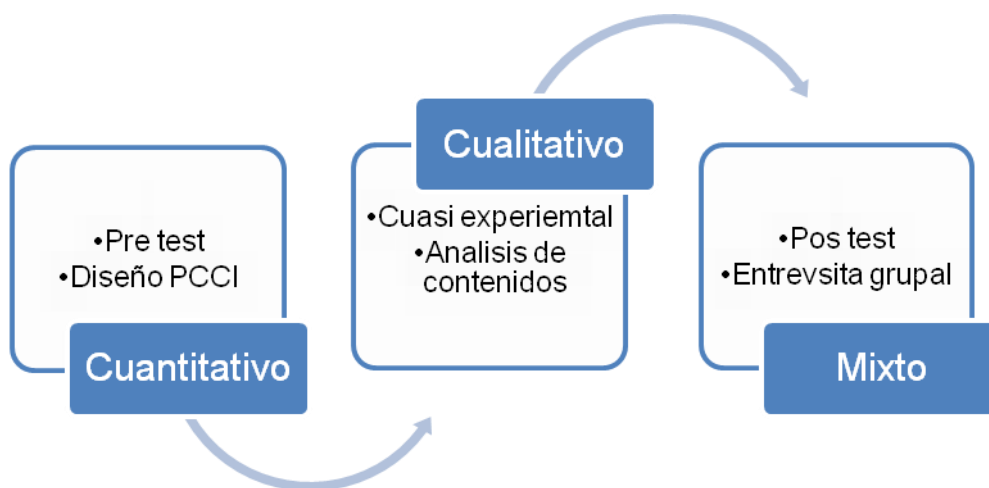 •Pre test
•Diseño PCCI
Cuantitativo
Cualitativo
•Cuasi experiemtal
•Analisis de
contenidos
•Pos test
•Entrevsita grupal
Mixto